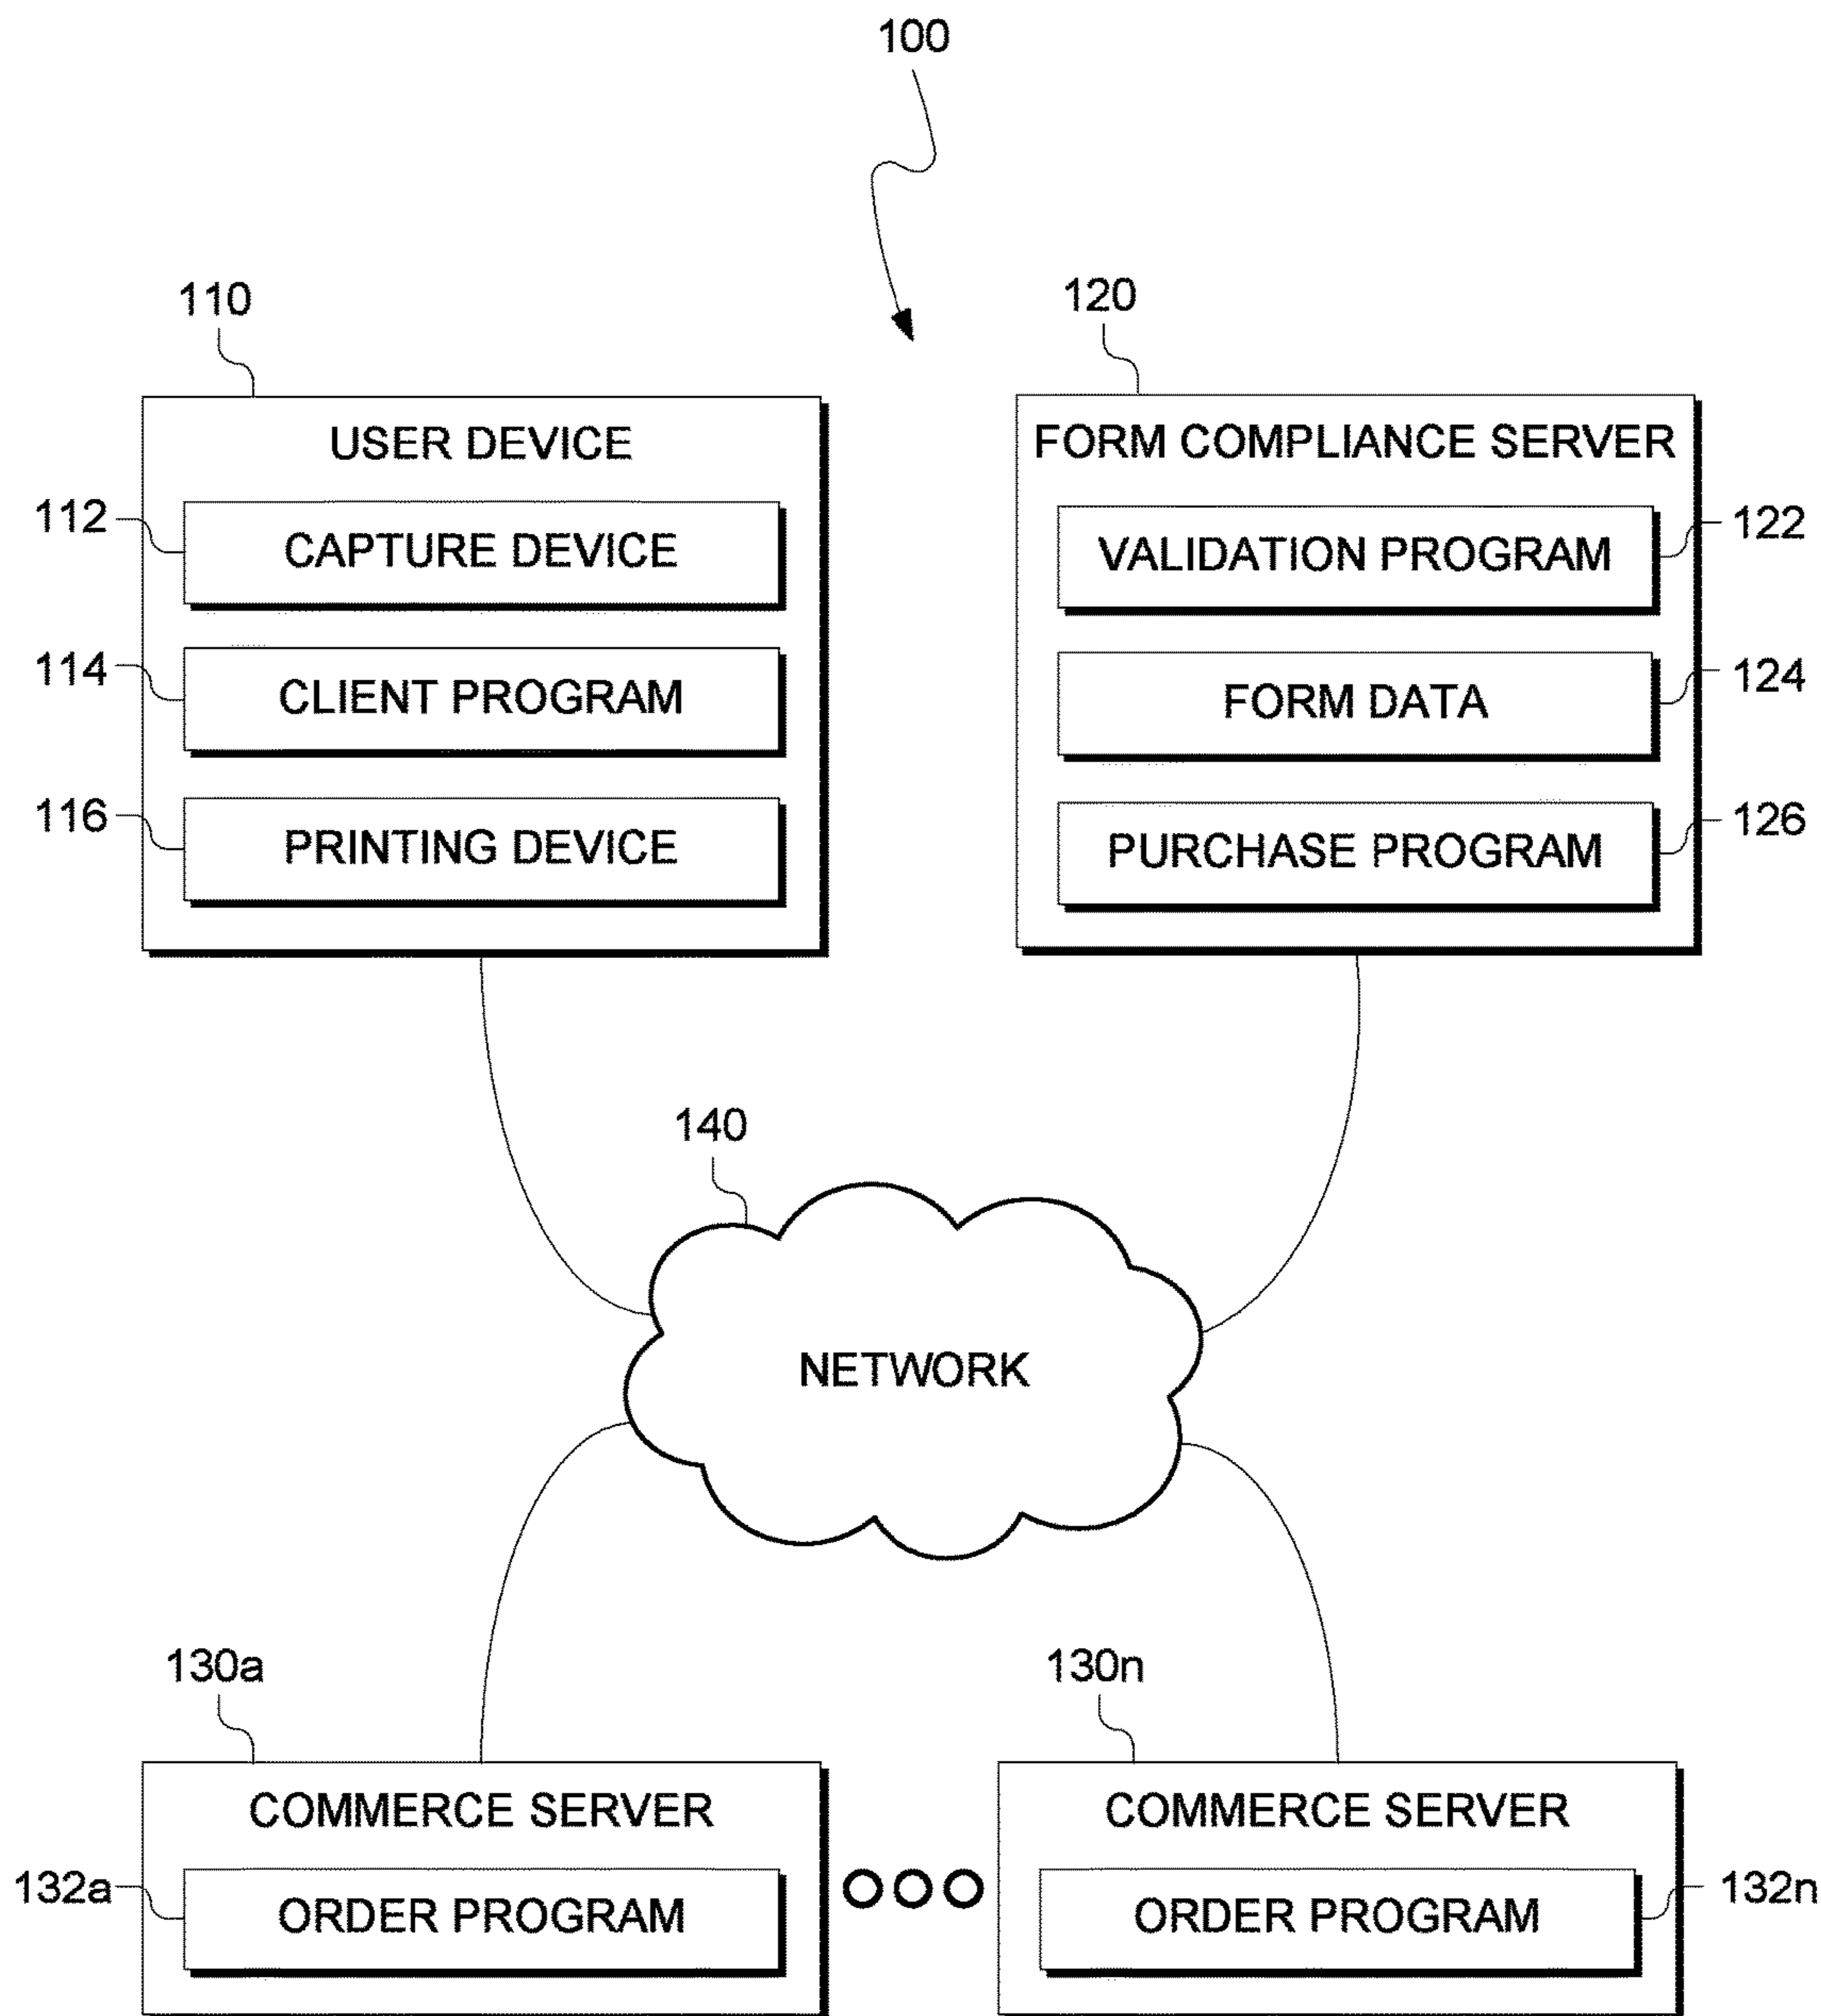 100
110
120
USER DEVICE
FORM COMPLIANCE SERVER
112
CAPTURE DEVICE
VALIDATION PROGRAM
122
114
CLIENT PROGRAM
FORM DATA
124
116
PRINTING DEVICE
PURCHASE PROGRAM
126
140
NETWORK
130a
130n
COMMERCE SERVER
COMMERCE SERVER
132a
ORDER PROGRAM
ORDER PROGRAM
132n